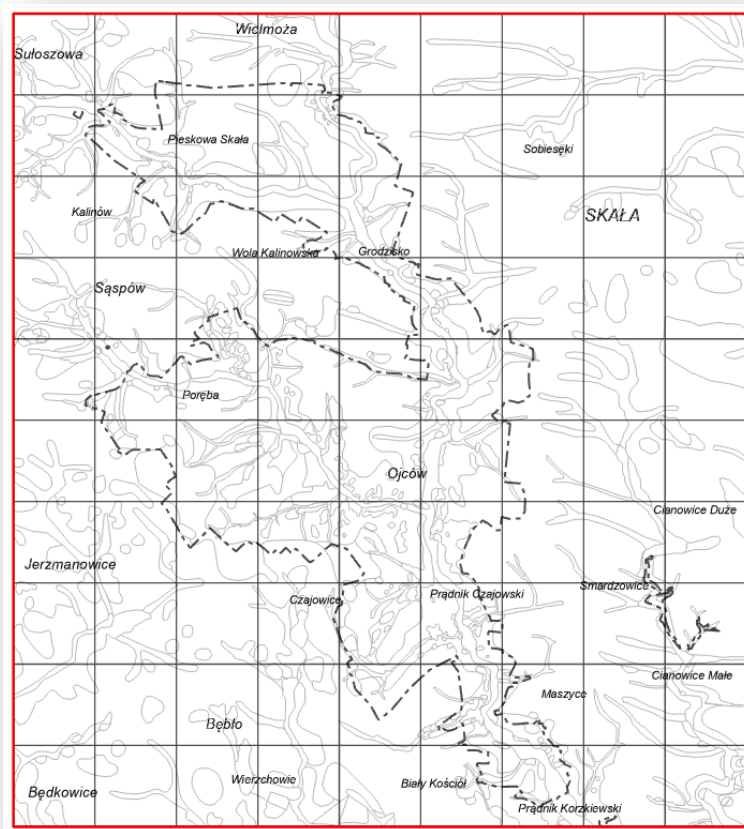 Wielmoża
Sułoszowa
Pieskowa Skała
Sobiesęki
Kalinów
SKAŁA
Wola Kalinowska
Grodzisko
Sąspów
Poręba
Ojców
Cianowice Duże
Jerzmanowice
Smardzowice
Czajowice
Prądnik Czajowski
Cianowice Małe
Maszyce
Bębło
Wierzchowie
Biały Kościół
Będkowice
Prądnik Korzkiewski